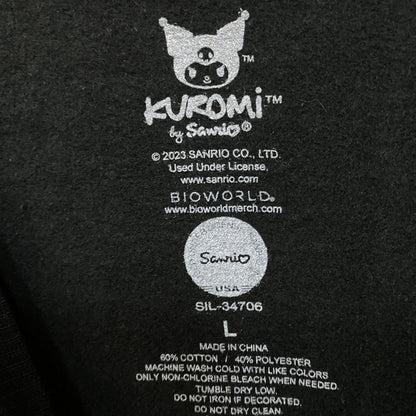 TM
KUROMi™
by Sanrio®
© 2023 SANRIO CO., LTD.
Used Under License.
www.sanrio.com
BIOWORLD®
www.bioworldmerch.com
Sanrio
USA
SIL-34706
L
MADE IN CHINA
60% COTTON / 40% POLYESTER
MACHINE WASH COLD WITH LIKE COLORS
ONLY NON-CHLORINE BLEACH WHEN NEEDED.
TUMBLE DRY LOW.
DO NOT IRON IF DECORATED.
DO NOT DRY CLEAN.